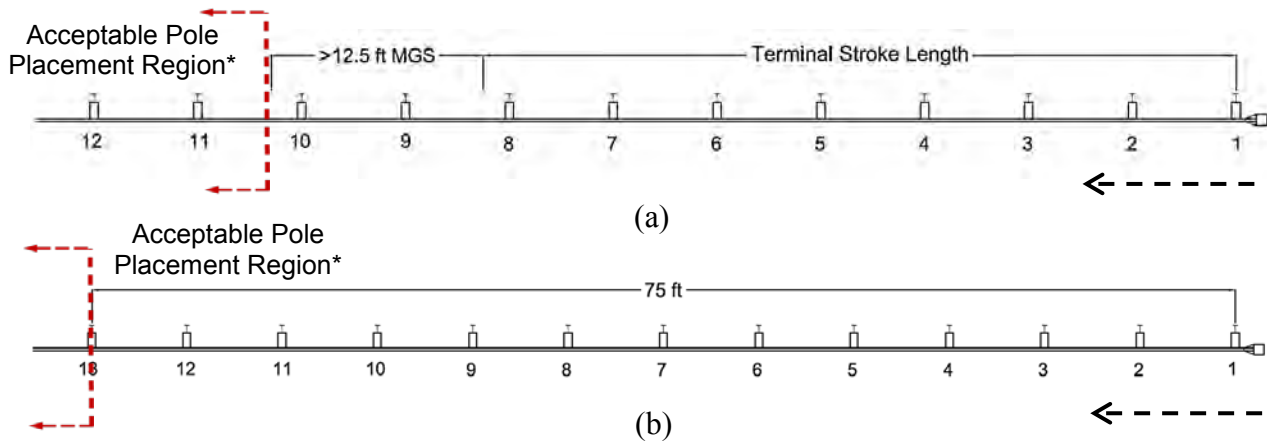 Acceptable Pole
Placement Region*
>12.5 ft MGS
Terminal Stroke Length
12 11 10 9 8 7 6 5 4 3 2 1
(a)
Acceptable Pole
Placement Region*
75 ft
13 12 11 10 9 8 7 6 5 4 3 2 1
(b)